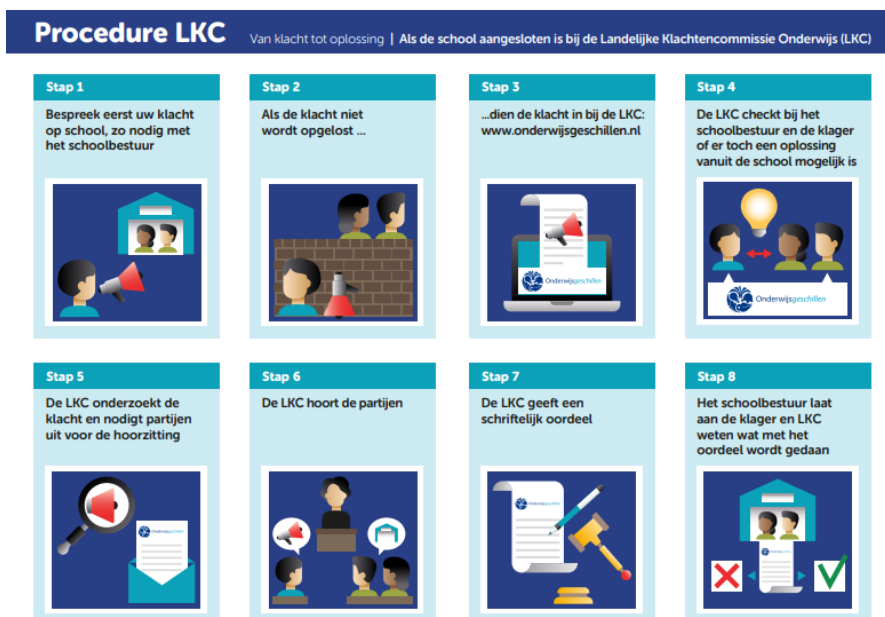 Procedure LKC Van klacht tot oplossing | Als de school aangesloten is bij de Landelijke Klachtencommissie Onderwijs (LKC)
Stap 1
Bespreek eerst uw klacht
op school, zo nodig met
het schoolbestuur
Stap 2
Als de klacht niet
wordt opgelost ...
Stap 3
...dien de klacht in bij de LKC:
www.onderwijsgeschillen.nl
Onderwijsgeschillen
Stap 4
De LKC checkt bij het
schoolbestuur en de klager
of er toch een oplossing
vanuit de school mogelijk is
Onderwijsgeschillen
Stap 5
De LKC onderzoekt de
klacht en nodigt partijen
uit voor de hoorzitting
Onderwijsgeschillen
Stap 6
De LKC hoort de partijen
Stap 7
De LKC geeft een
schriftelijk oordeel
Onderwijsgeschillen
Stap 8
Het schoolbestuur laat
aan de klager en LKC
weten wat met het
oordeel wordt gedaan